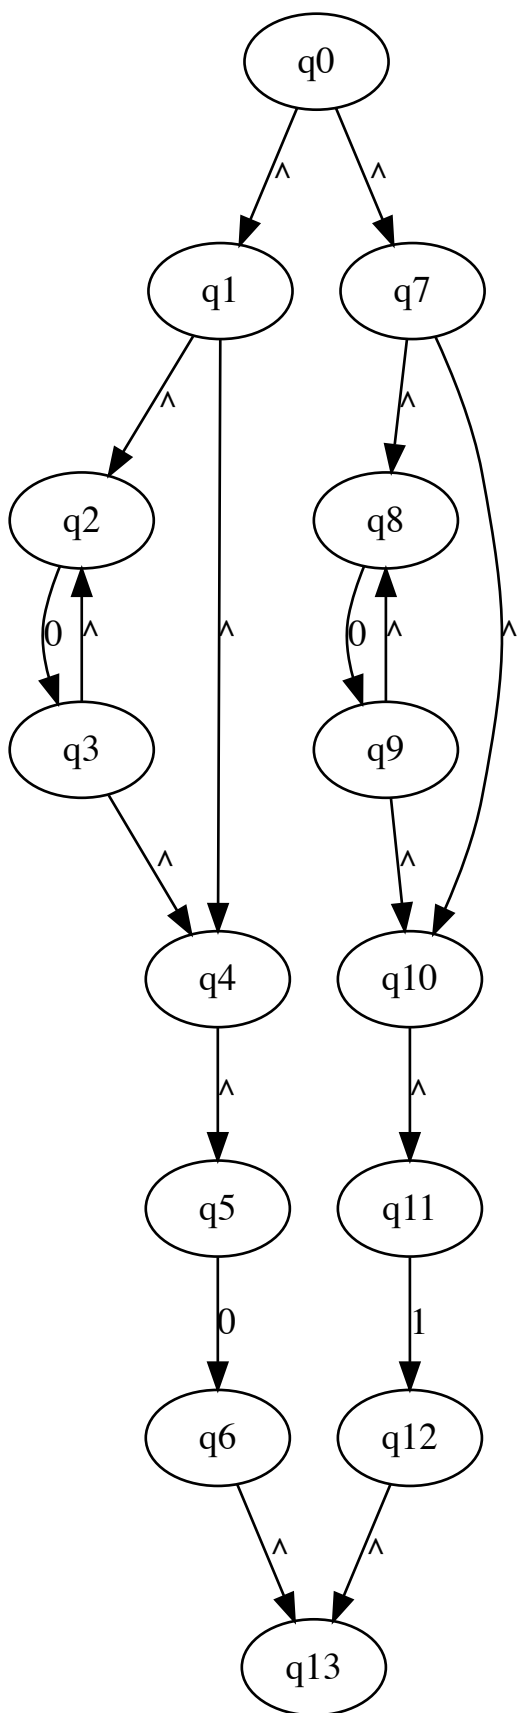 q0
^ ^
q1 q7
^ ^
q2 q8
0 ^ ^ 0 ^ ^
q3 q9
^ ^
q4 q10
^ ^
q5 q11
0 1
q6 q12
^ ^
q13